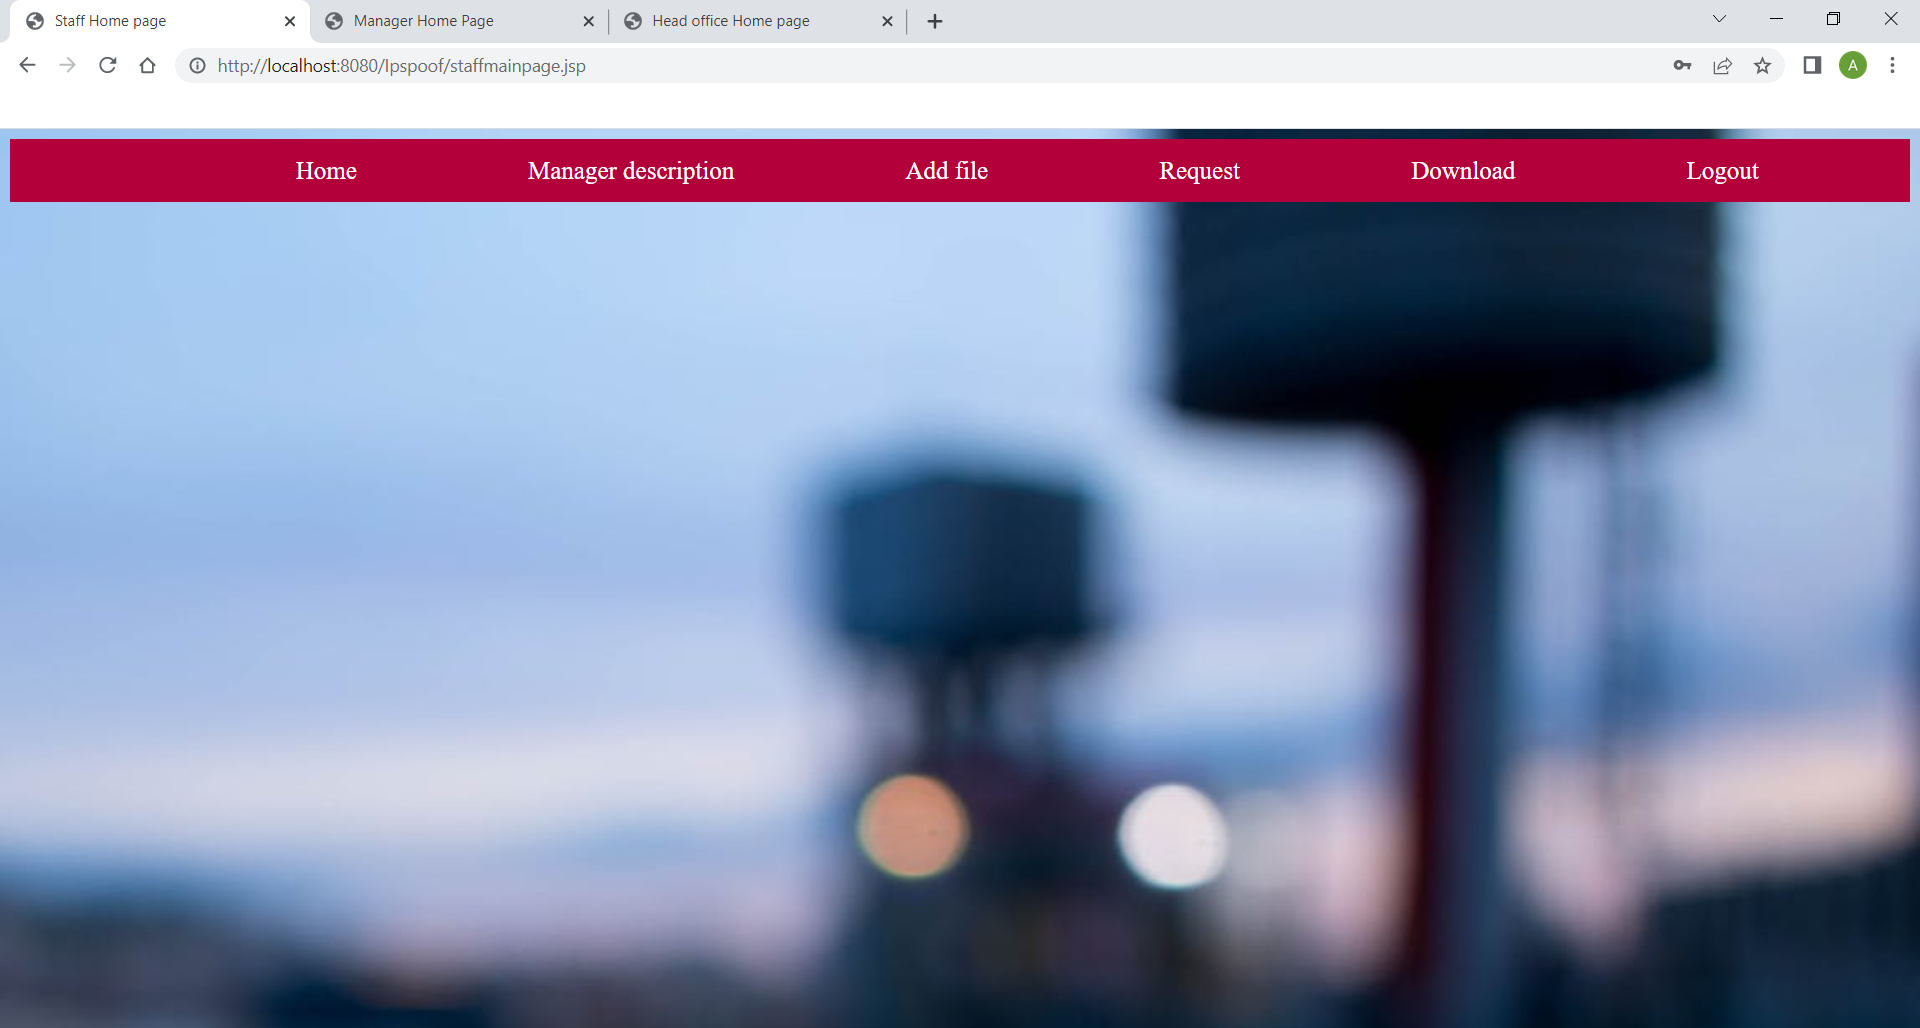 Staff Home page
Manager Home Page
Head office Home page
http://localhost:8080/Ipspoof/staffmainpage.jsp
A
Home Manager description Add file Request Download Logout